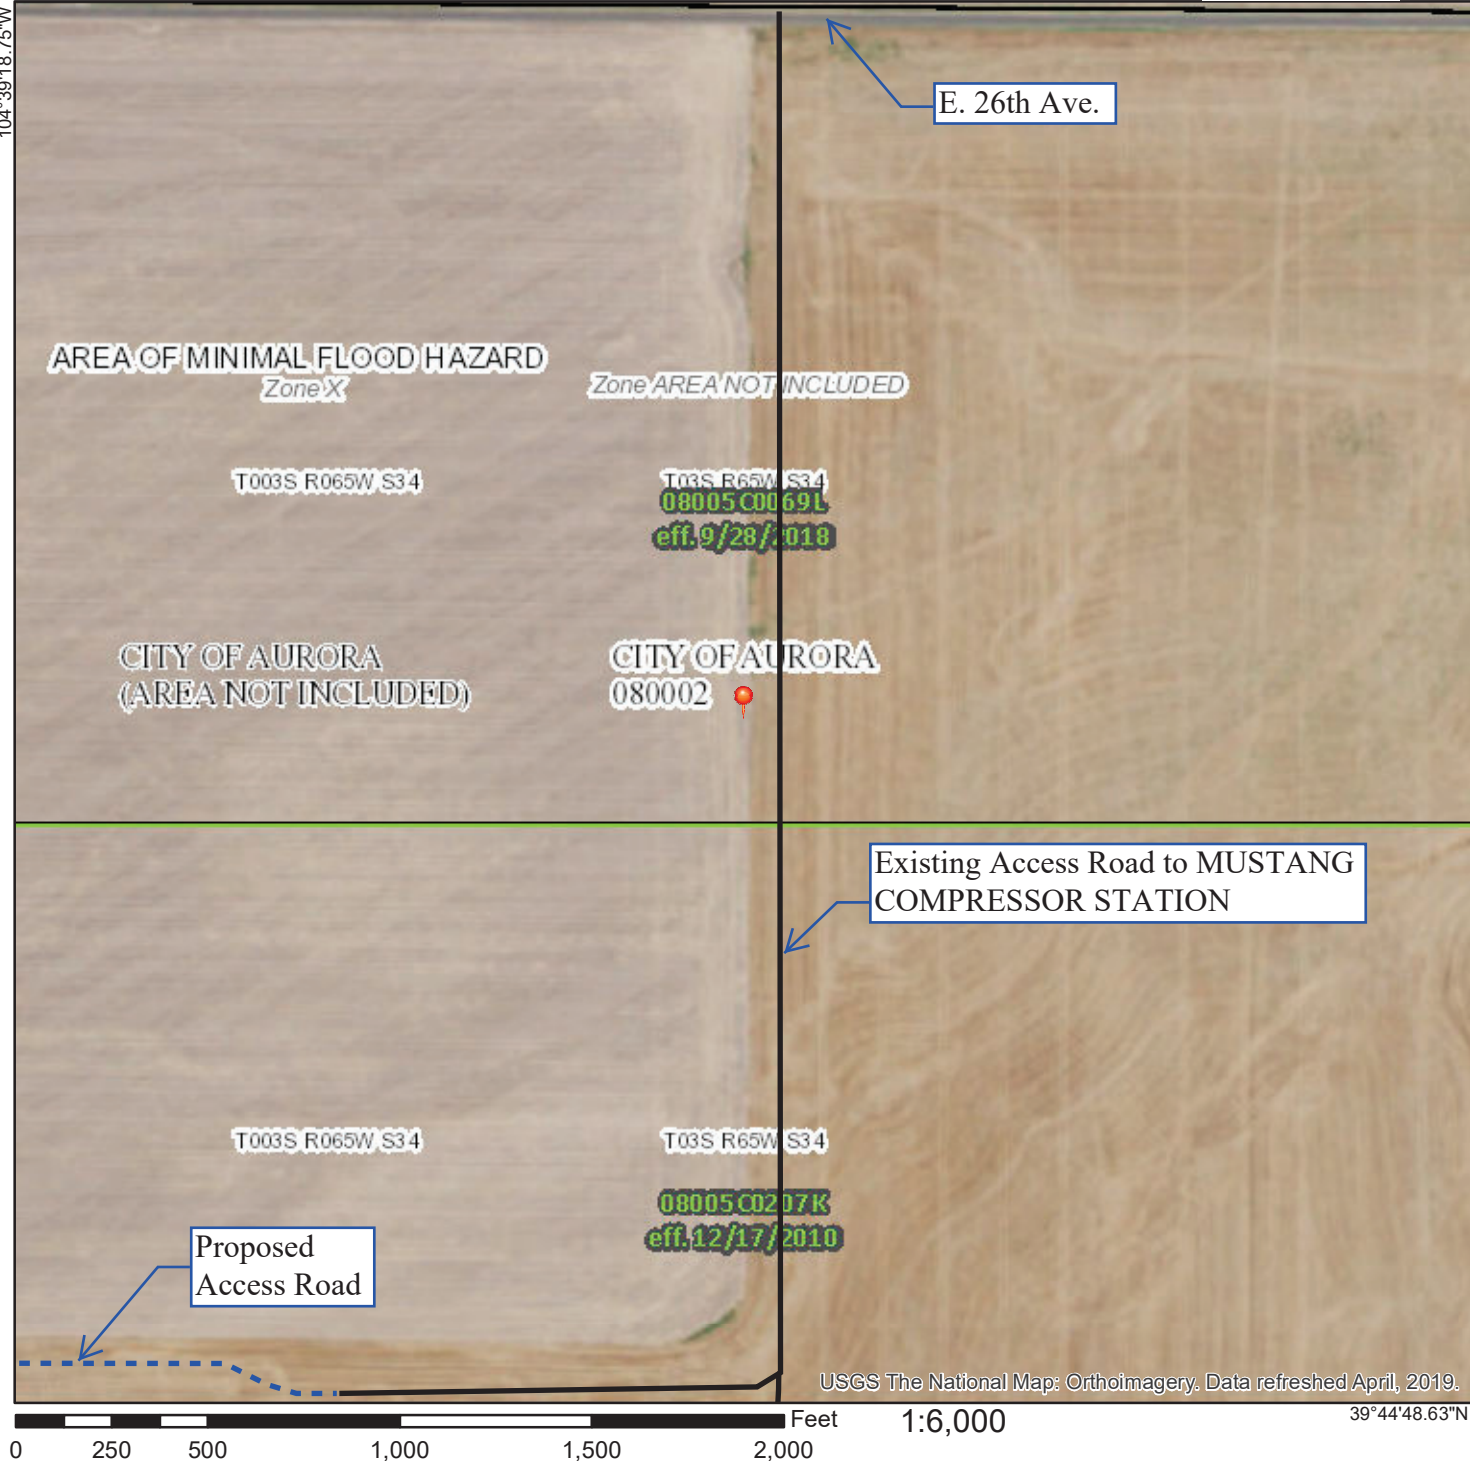 104°39'18.75"W
E. 26th Ave.
AREA OF MINIMAL FLOOD HAZARD
Zone X
Zone AREA NOT INCLUDED
T003S R065W S34
T03S R65W S34
08005C0069L
eff. 9/28/2018
CITY OF AURORA
(AREA NOT INCLUDED)
CITY OF AURORA
080002
Existing Access Road to MUSTANG
COMPRESSOR STATION
T003S R065W S34
T03S R65W S34
08005C0207K
eff. 12/17/2010
Proposed
Access Road
USGS The National Map: Orthoimagery. Data refreshed April, 2019.
Feet
1:6,000
39°44'48.63"N
0 250 500 1,000 1,500 2,000